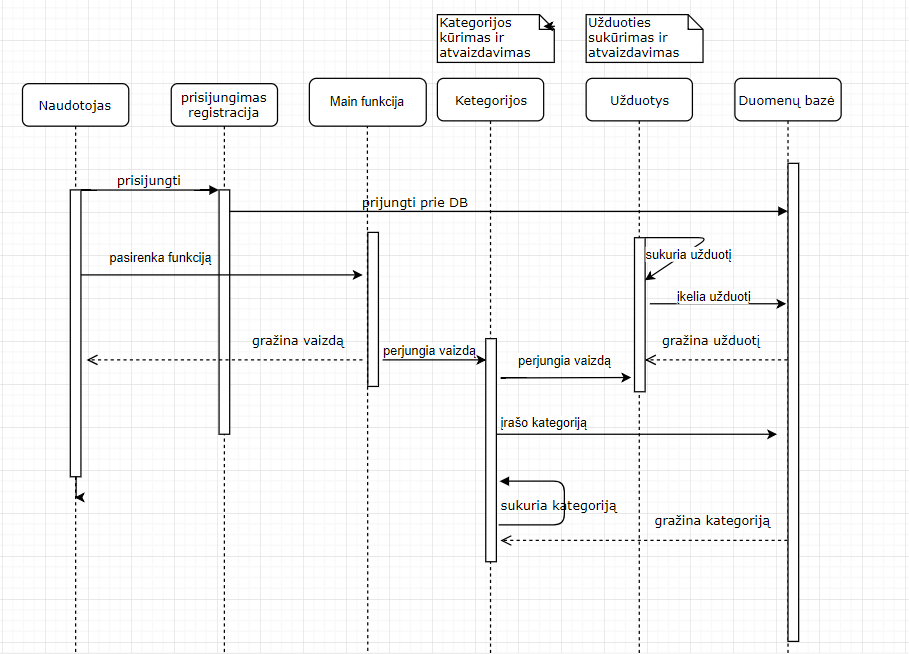 Kategorijos
kūrimas ir
atvaizdavimas
Užduoties
sukūrimas ir
atvaizdavimas
Naudotojas
prisijungimas
registracija
Main funkcija
Ketegorijos
Užduotys
Duomenų bazė
prisijungti
prijungti prie DB
pasirenka funkciją
sukuria užduotį
įkelia užduotį
gražina vaizdą
perjungia vaizdą
gražina užduotį
perjungia vaizdą
įrašo kategoriją
sukuria kategoriją
gražina kategoriją